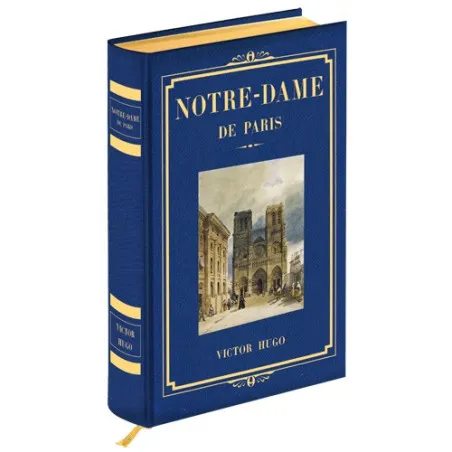 NOTRE-DAME
DE PARIS
VICTOR
HUGO
NOTRE-DAME
DE PARIS
VICTOR HUGO